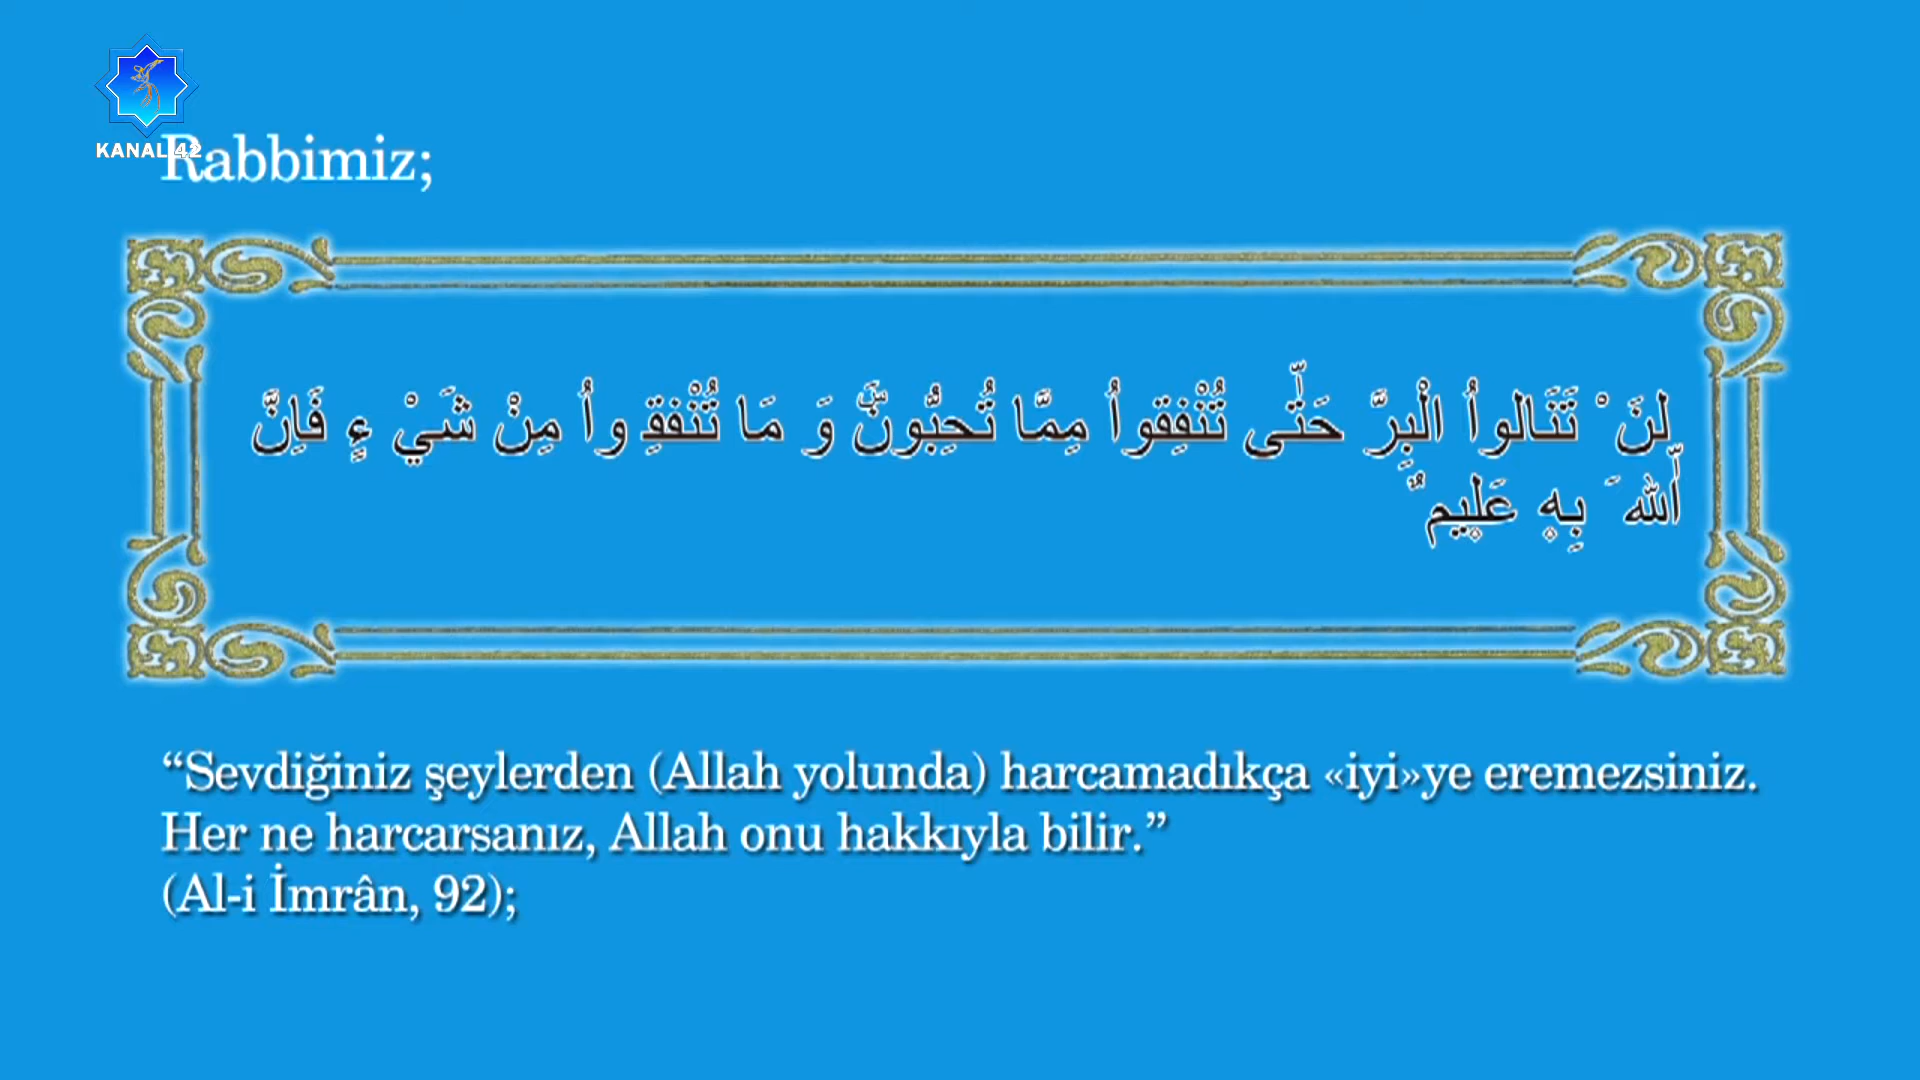 KANAL 42
Rabbimiz;
لَنْ تَنَالُوا الْبِرَّ حَتّٰى تُنْفِقُوا مِمَّا تُحِبُّونَۜ وَ مَا تُنْفِقُوا مِنْ شَيْءٍ فَاِنَّ
اللّٰهَ بِهٖ عَلٖيمٌ
“Sevdiğiniz şeylerden (Allah yolunda) harcamadıkça «iyi»ye eremezsiniz.
Her ne harcarsanız, Allah onu hakkıyla bilir.”
(Al-i İmrân, 92);